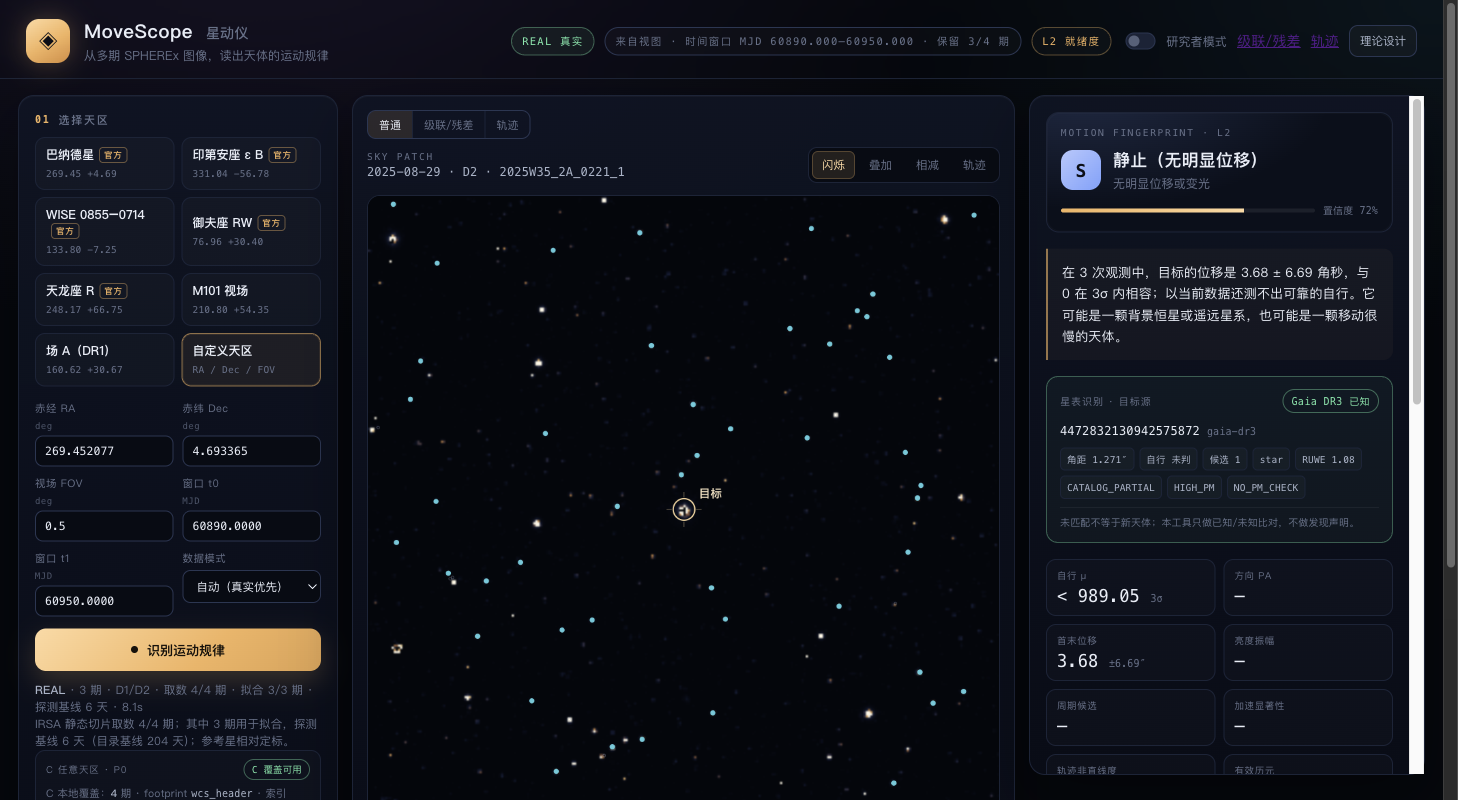 MoveScope 星动仪
从多期 SPHEREx 图像，读出天体的运动规律
REAL 真实
来自视图 · 时间窗口 MJD 60890.000—60950.000 · 保留 3/4 期
L2 就绪度
研究者模式
级联/残差
轨迹
理论设计
01 选择天区
巴纳德星 官方
269.45 +4.69
印第安座 ε B 官方
331.04 −56.78
WISE 0855−0714
官方
133.80 −7.25
御夫座 RW 官方
76.96 +30.40
天龙座 R 官方
248.17 +66.75
M101 视场
210.80 +54.35
场 A（DR1）
160.62 +30.67
自定义天区
RA / Dec / FOV
赤经 RA
deg
269.452077
赤纬 Dec
deg
4.693365
视场 FOV
deg
0.5
窗口 t0
MJD
60890.0000
窗口 t1
MJD
60950.0000
数据模式
自动（真实优先）
识别运动规律
REAL · 3 期 · D1/D2 · 取数 4/4 期 · 拟合 3/3 期 ·
探测基线 6 天 · 8.1s
IRSA 静态切片取数 4/4 期；其中 3 期用于拟合，探测
基线 6 天（目录基线 204 天）；参考星相对定标。
C 任意天区 · P0
C 覆盖可用
C 本地覆盖：4 期 · footprint wcs_header · 索引
普通
级联/残差
轨迹
SKY PATCH
2025−08−29 · D2 · 2025W35_2A_0221_1
闪烁
叠加
相减
轨迹
目标
MOTION FINGERPRINT · L2
S
静止（无明显位移）
无明显位移或变光
置信度 72%
在 3 次观测中，目标的位移是 3.68 ± 6.69 角秒，与
0 在 3σ 内相容；以当前数据还测不出可靠的自行。它
可能是一颗背景恒星或遥远星系，也可能是一颗移动很
慢的天体。
星表识别 · 目标源
Gaia DR3 已知
4472832130942575872 gaia−dr3
角距 1.271″
自行 未判
候选 1
star
RUWE 1.08
CATALOG_PARTIAL
HIGH_PM
NO_PM_CHECK
未匹配不等于新天体；本工具只做已知/未知比对，不做发现声明。
自行 μ
< 989.05 3σ
方向 PA
—
首末位移
3.68 ±6.69″
亮度振幅
—
周期候选
—
加速显著性
—
轨迹非直线度
有效历元